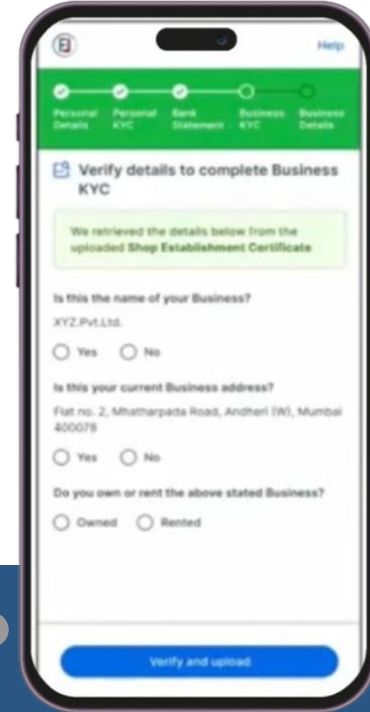 Help
Personal Details
Personal KYC
Bank Statement
Business KYC
Business Details
Verify details to complete Business
KYC
We retrieved the details below from the
uploaded Shop Establishment Certificate
Is this the name of your Business?
XYZ.Pvt.Ltd.
Yes No
Is this your current Business address?
Flat no. 2, Mhatharpada Road, Andheri (W), Mumbai
400078
Yes No
Do you own or rent the above stated Business?
Owned Rented
Verify and upload